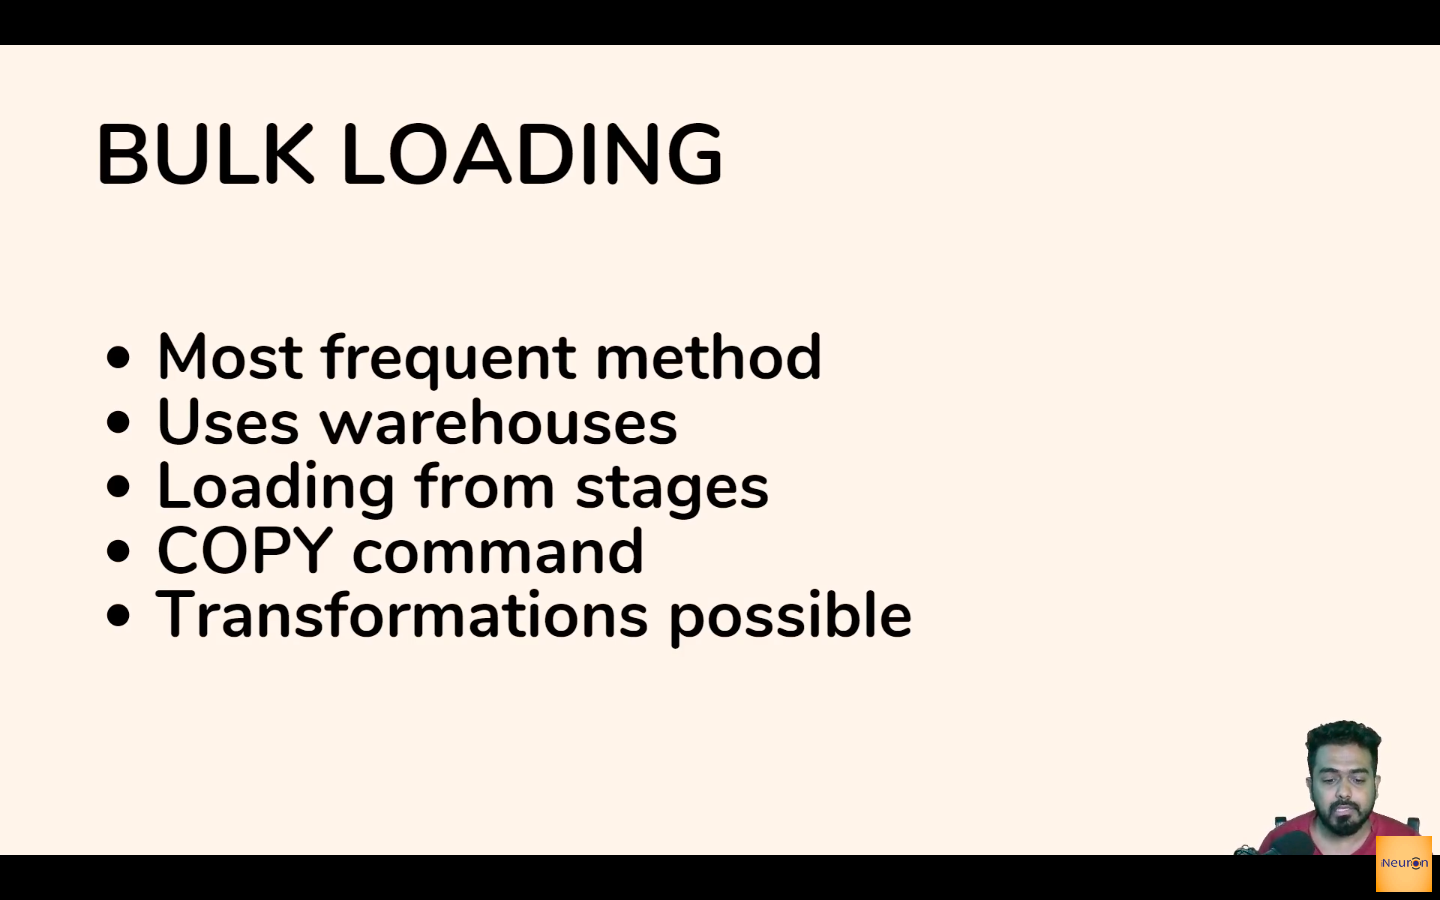 BULK LOADING
• Most frequent method
• Uses warehouses
• Loading from stages
• COPY command
• Transformations possible
iNeuron